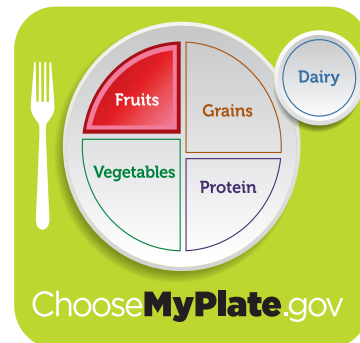 Dairy
Fruits
Grains
Vegetables
Protein
ChooseMyPlate.gov